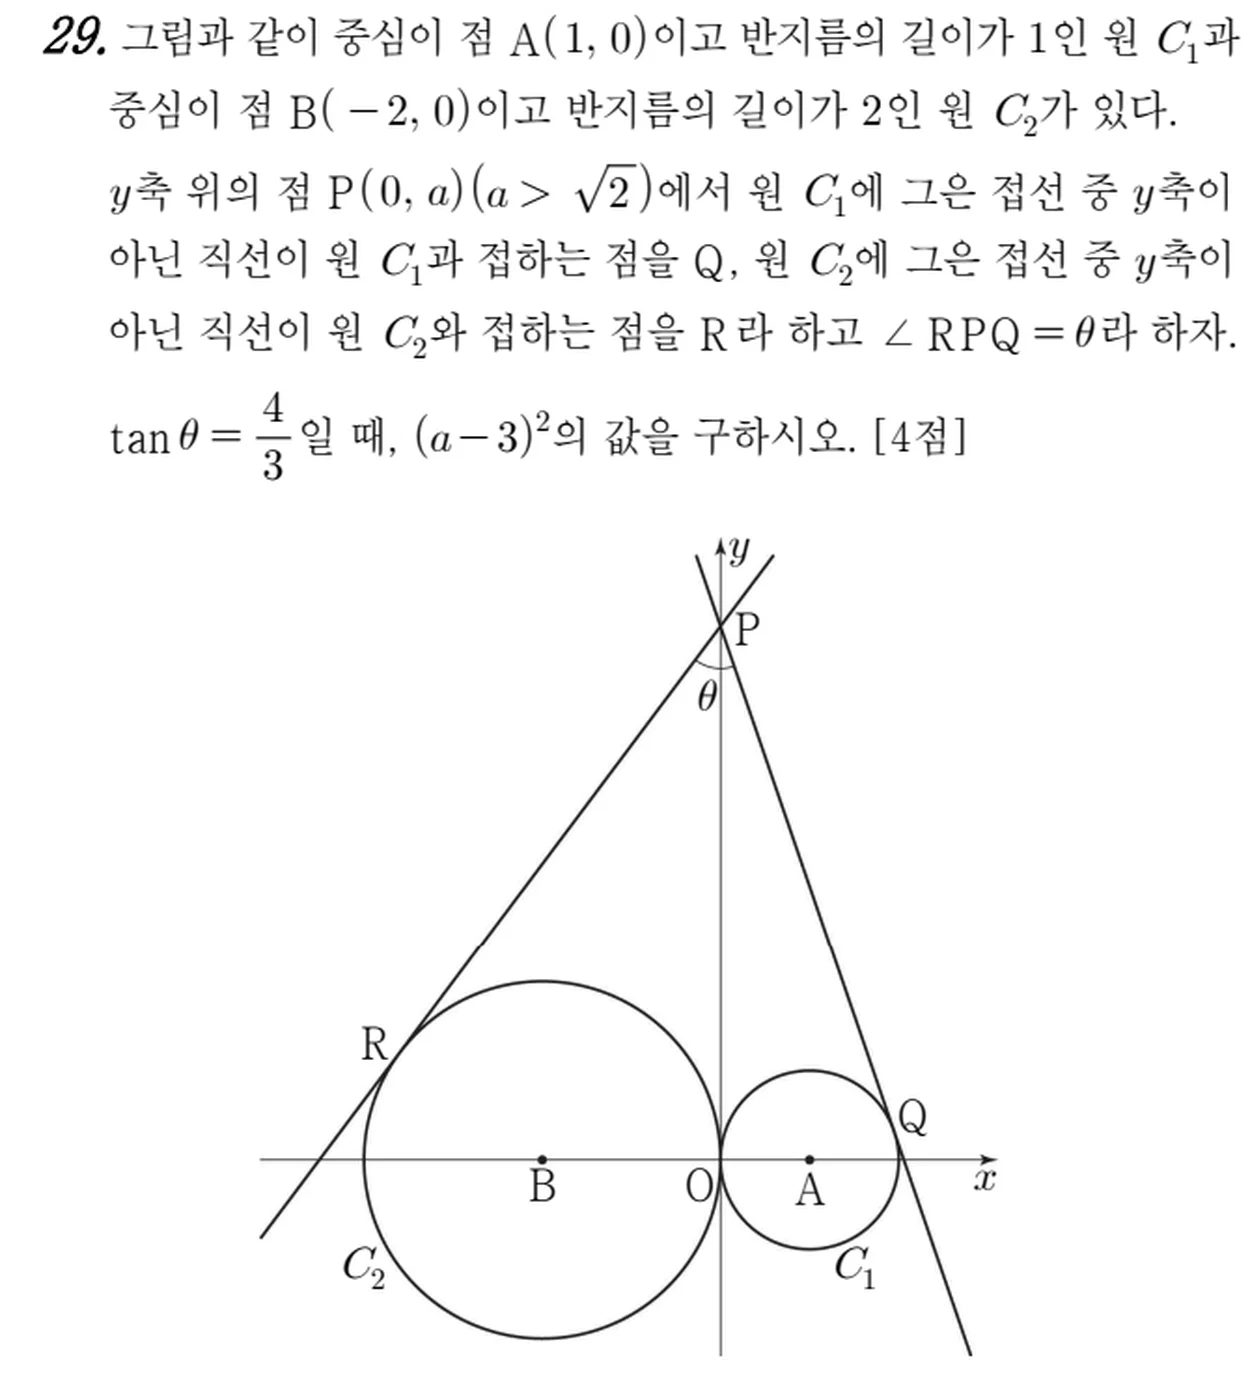 29. 그림과 같이 중심이 점 A(1, 0)이고 반지름의 길이가 1인 원 C₁과
중심이 점 B(－2, 0)이고 반지름의 길이가 2인 원 C₂가 있다.
y축 위의 점 P(0, a)(a > √2)에서 원 C₁에 그은 접선 중 y축이
아닌 직선이 원 C₁과 접하는 점을 Q, 원 C₂에 그은 접선 중 y축이
아닌 직선이 원 C₂와 접하는 점을 R라 하고 ∠RPQ = θ라 하자.
tan θ = 4/3일 때, (a－3)²의 값을 구하시오. [4점]
y
P
θ
R
Q
B
O
A
x
C₂
C₁